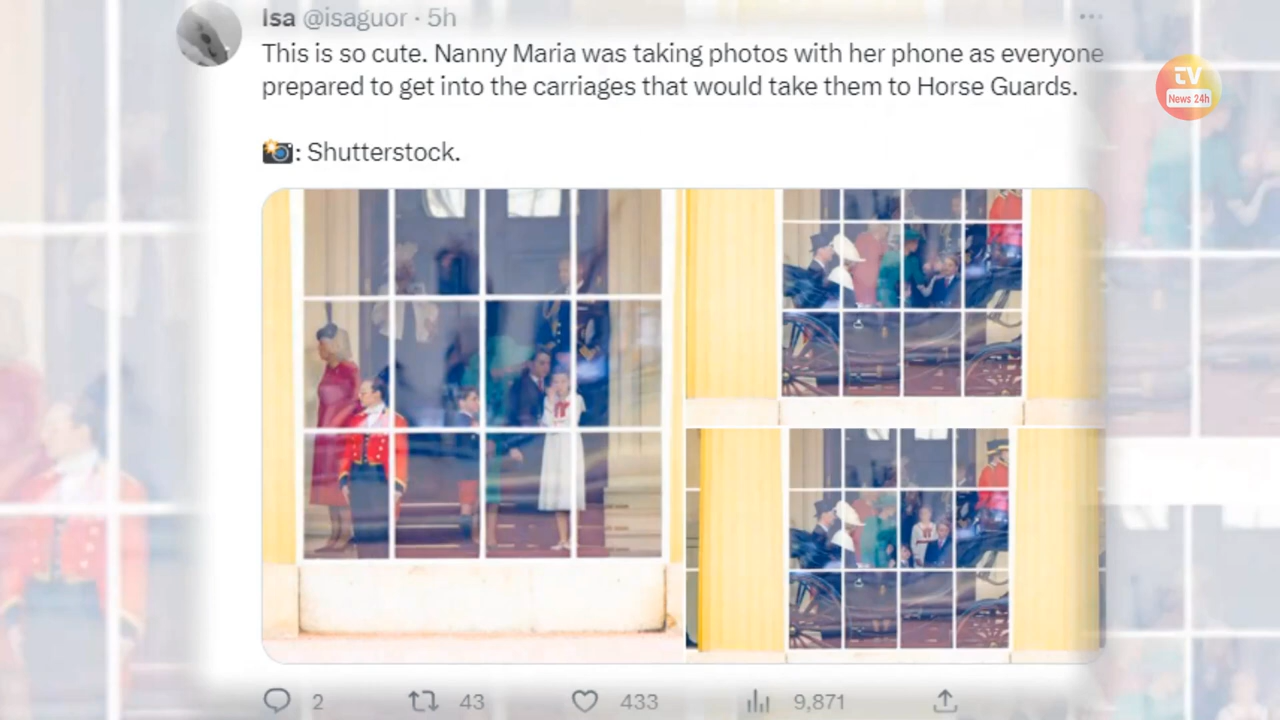 Isa @isaguor · 5h
This is so cute. Nanny Maria was taking photos with her phone as everyone
prepared to get into the carriages that would take them to Horse Guards.
📸: Shutterstock.
TV
News 24h
2 43 433 9,871